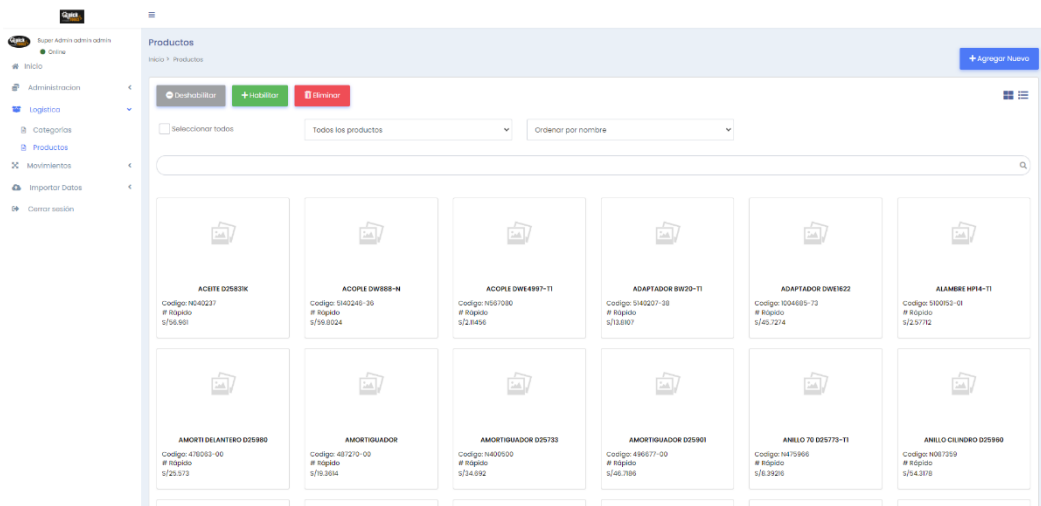 Super Admin admin admin
Online
Inicio
Administracion
Logistica
Categorias
Productos
Movimientos
Importar Datos
Cerrar sesión
Productos
Inicio > Productos
+ Agregar Nuevo
Deshabilitar
+ Habilitar
Eliminar
Seleccionar todos
Todos los productos
Ordenar por nombre
ACEITE D25831K
Codigo: N040237
# Rápido
S/56.981
ACOPLE DW888-N
Codigo: 5140246-36
# Rápido
S/59.8024
ACOPLE DWE4997-T1
Codigo: N567080
# Rápido
S/2.11456
ADAPTADOR BW20-T1
Codigo: 5140207-38
# Rápido
S/13.8107
ADAPTADOR DWE1622
Codigo: 1004685-73
# Rápido
S/45.7274
ALAMBRE HP14-T1
Codigo: 5100153-01
# Rápido
S/2.57712
AMORTI DELANTERO D25980
Codigo: 478083-00
# Rápido
S/25.573
AMORTIGUADOR
Codigo: 487270-00
# Rápido
S/19.3614
AMORTIGUADOR D25733
Codigo: N400500
# Rápido
S/34.692
AMORTIGUADOR D25901
Codigo: 496677-00
# Rápido
S/46.7186
ANILLO 70 D25773-T1
Codigo: N475966
# Rápido
S/8.39216
ANILLO CILINDRO D25960
Codigo: N087359
# Rápido
S/54.3178